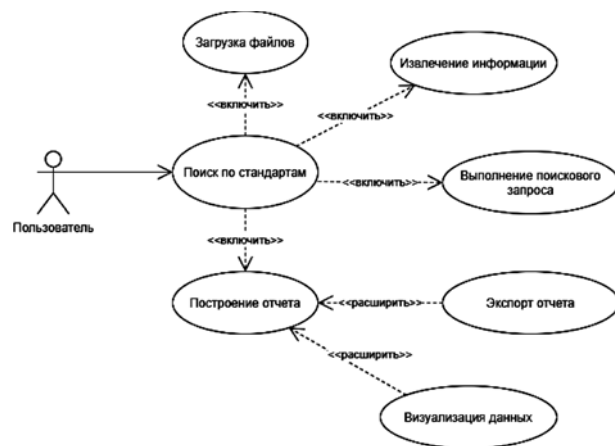 Загрузка файлов
Извлечение информации
<<включить>>
<<включить>>
Поиск по стандартам
<<включить>>
Выполнение поискового
запроса
Пользователь
<<включить>>
Построение отчета
<<расширить>>
Экспорт отчета
<<расширить>>
Визуализация данных